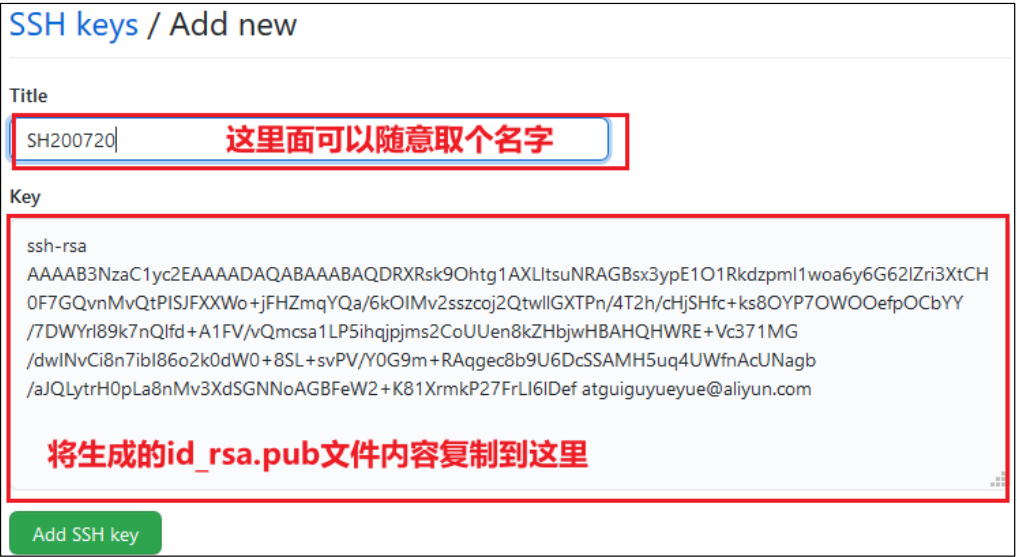 SSH keys / Add new
Title
SH200720
这里面可以随意取个名字
Key
ssh-rsa
AAAAB3NzaC1yc2EAAAADAQABAAABAQDRXRsk9Ohtg1AXLltsuNRAGBsx3ypE1O1Rkdzpml1woa6y6G62lZri3XtCH
0F7GQvnMvQtPISJFXXWo+jFHZmqYQa/6kOIMv2sszcoj2QtwllGXTPn/4T2h/cHjSHfc+ks8OYP7OWOOefpOCbYY
/7DWYrl89k7nQlfd+A1FV/vQmcsa1LP5ihqjpjms2CoUUen8kZHbjwHBAHQHWRE+Vc371MG
/dwINvCi8n7ibI86o2k0dW0+8SL+svPV/Y0G9m+RAqgec8b9U6DcSSAMH5uq4UWfnAcUNagb
/aJQLytrH0pLa8nMv3XdSGNNoAGBFeW2+K81XrmkP27FrLI6IDef atguiguyueyue@aliyun.com
将生成的id_rsa.pub文件内容复制到这里
Add SSH key